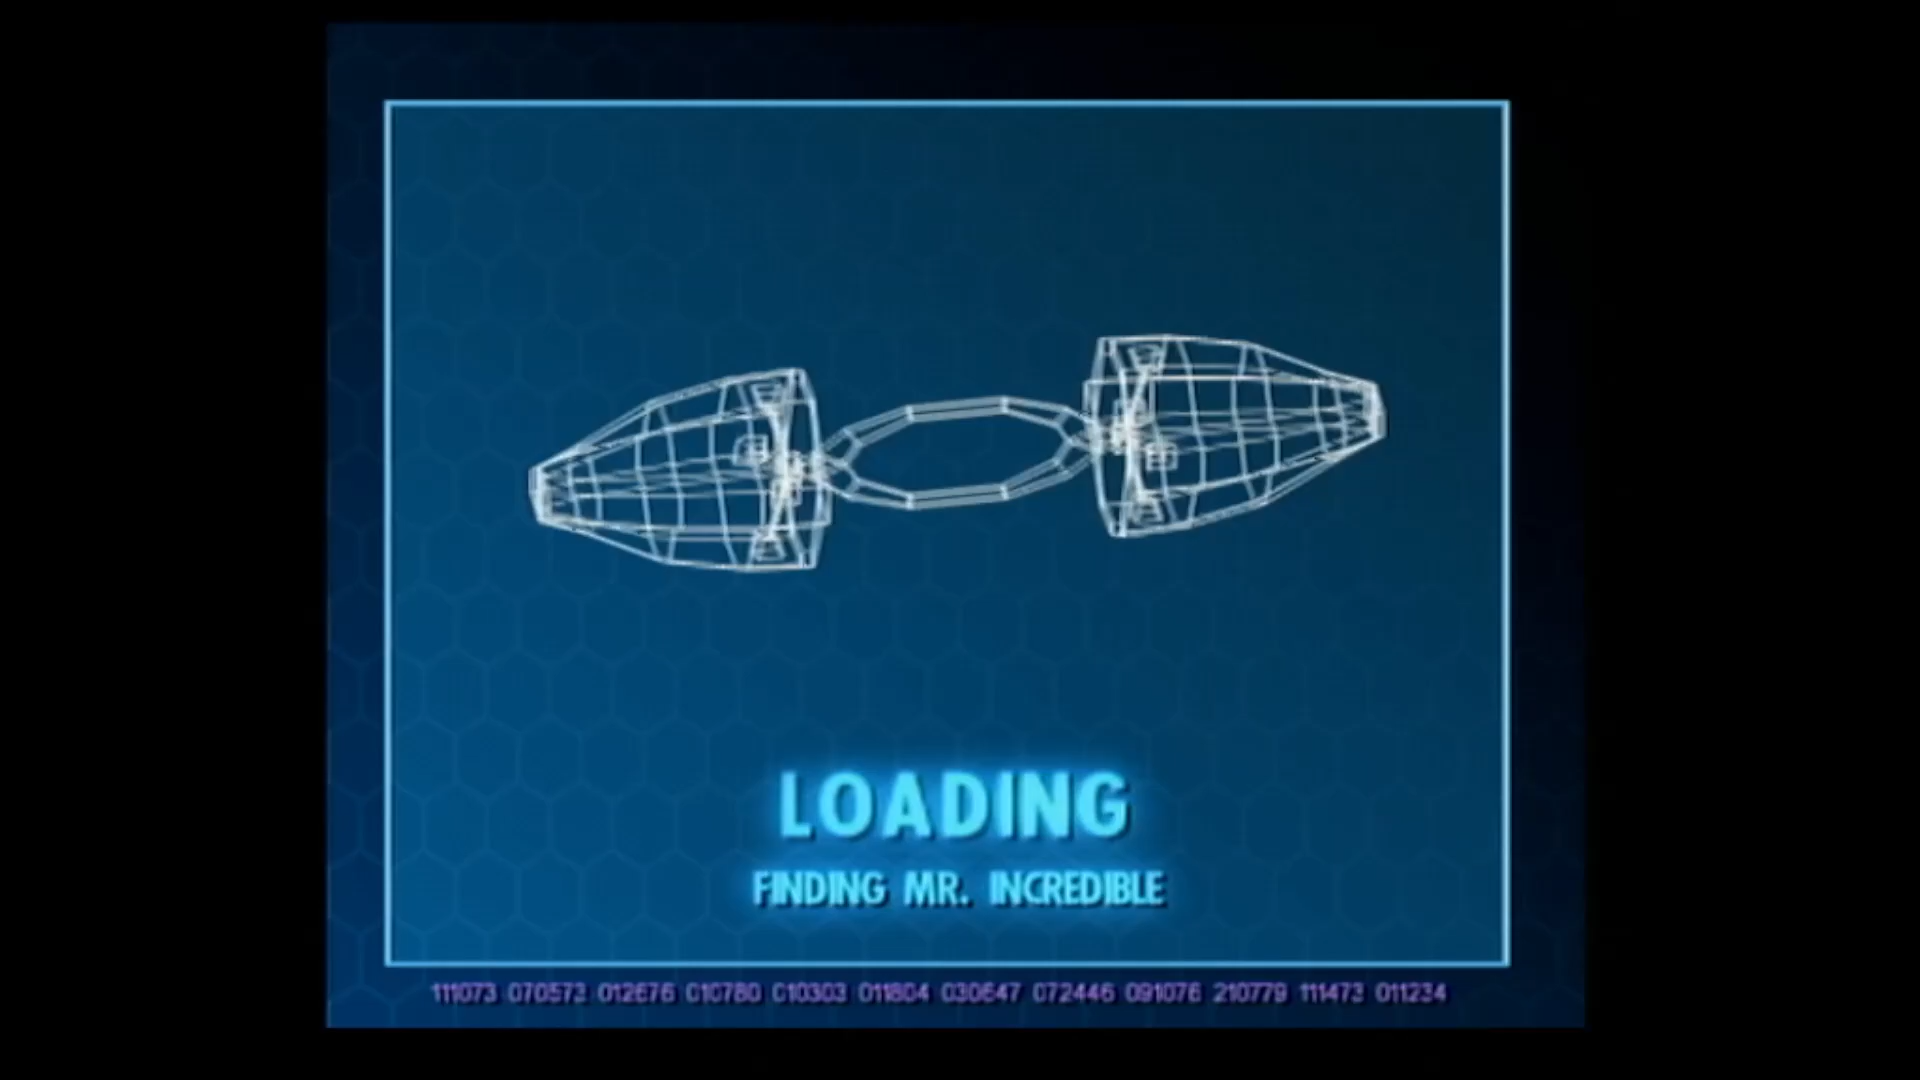 LOADING
FINDING MR. INCREDIBLE
111073 070573 012676 010780 010303 011804 030647 072446 091076 210779 111473 011234